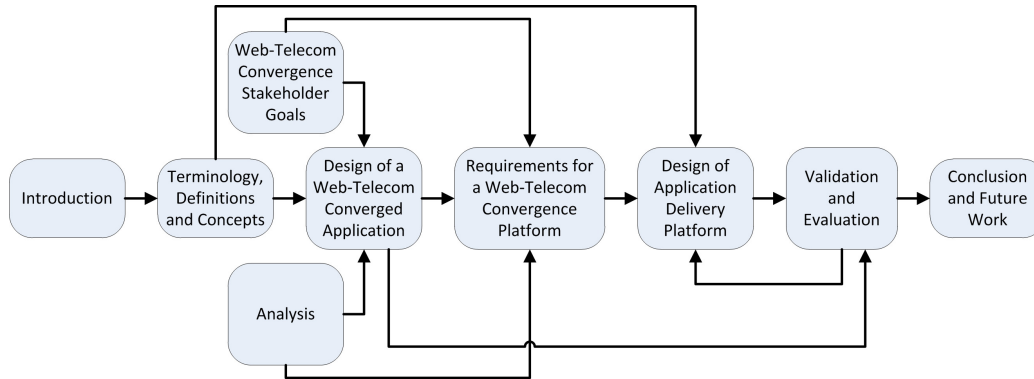 Web-Telecom
Convergence
Stakeholder
Goals
Introduction
Terminology,
Definitions
and Concepts
Design of a
Web-Telecom
Converged
Application
Requirements for
a Web-Telecom
Convergence
Platform
Design of
Application
Delivery
Platform
Validation
and
Evaluation
Conclusion
and Future
Work
Analysis